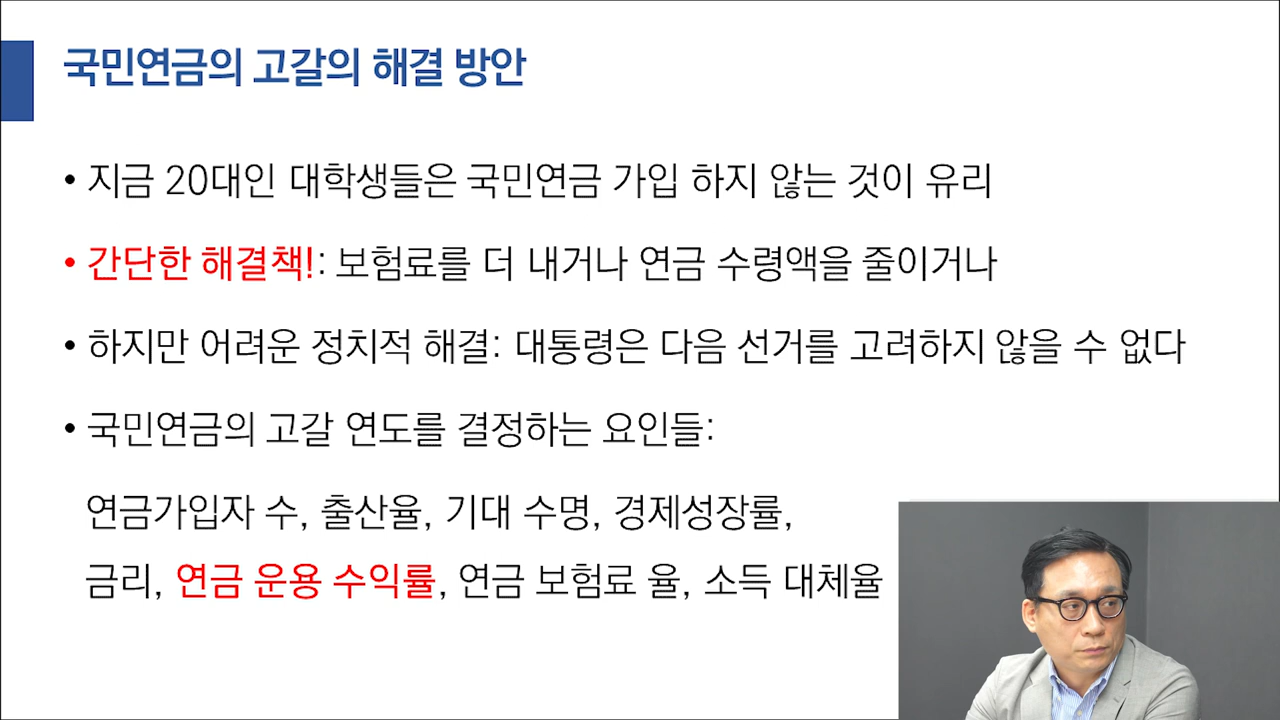 국민연금의 고갈의 해결 방안
• 지금 20대인 대학생들은 국민연금 가입 하지 않는 것이 유리
• 간단한 해결책!: 보험료를 더 내거나 연금 수령액을 줄이거나
• 하지만 어려운 정치적 해결: 대통령은 다음 선거를 고려하지 않을 수 없다
• 국민연금의 고갈 연도를 결정하는 요인들:
연금가입자 수, 출산율, 기대 수명, 경제성장률,
금리, 연금 운용 수익률, 연금 보험료 율, 소득 대체율